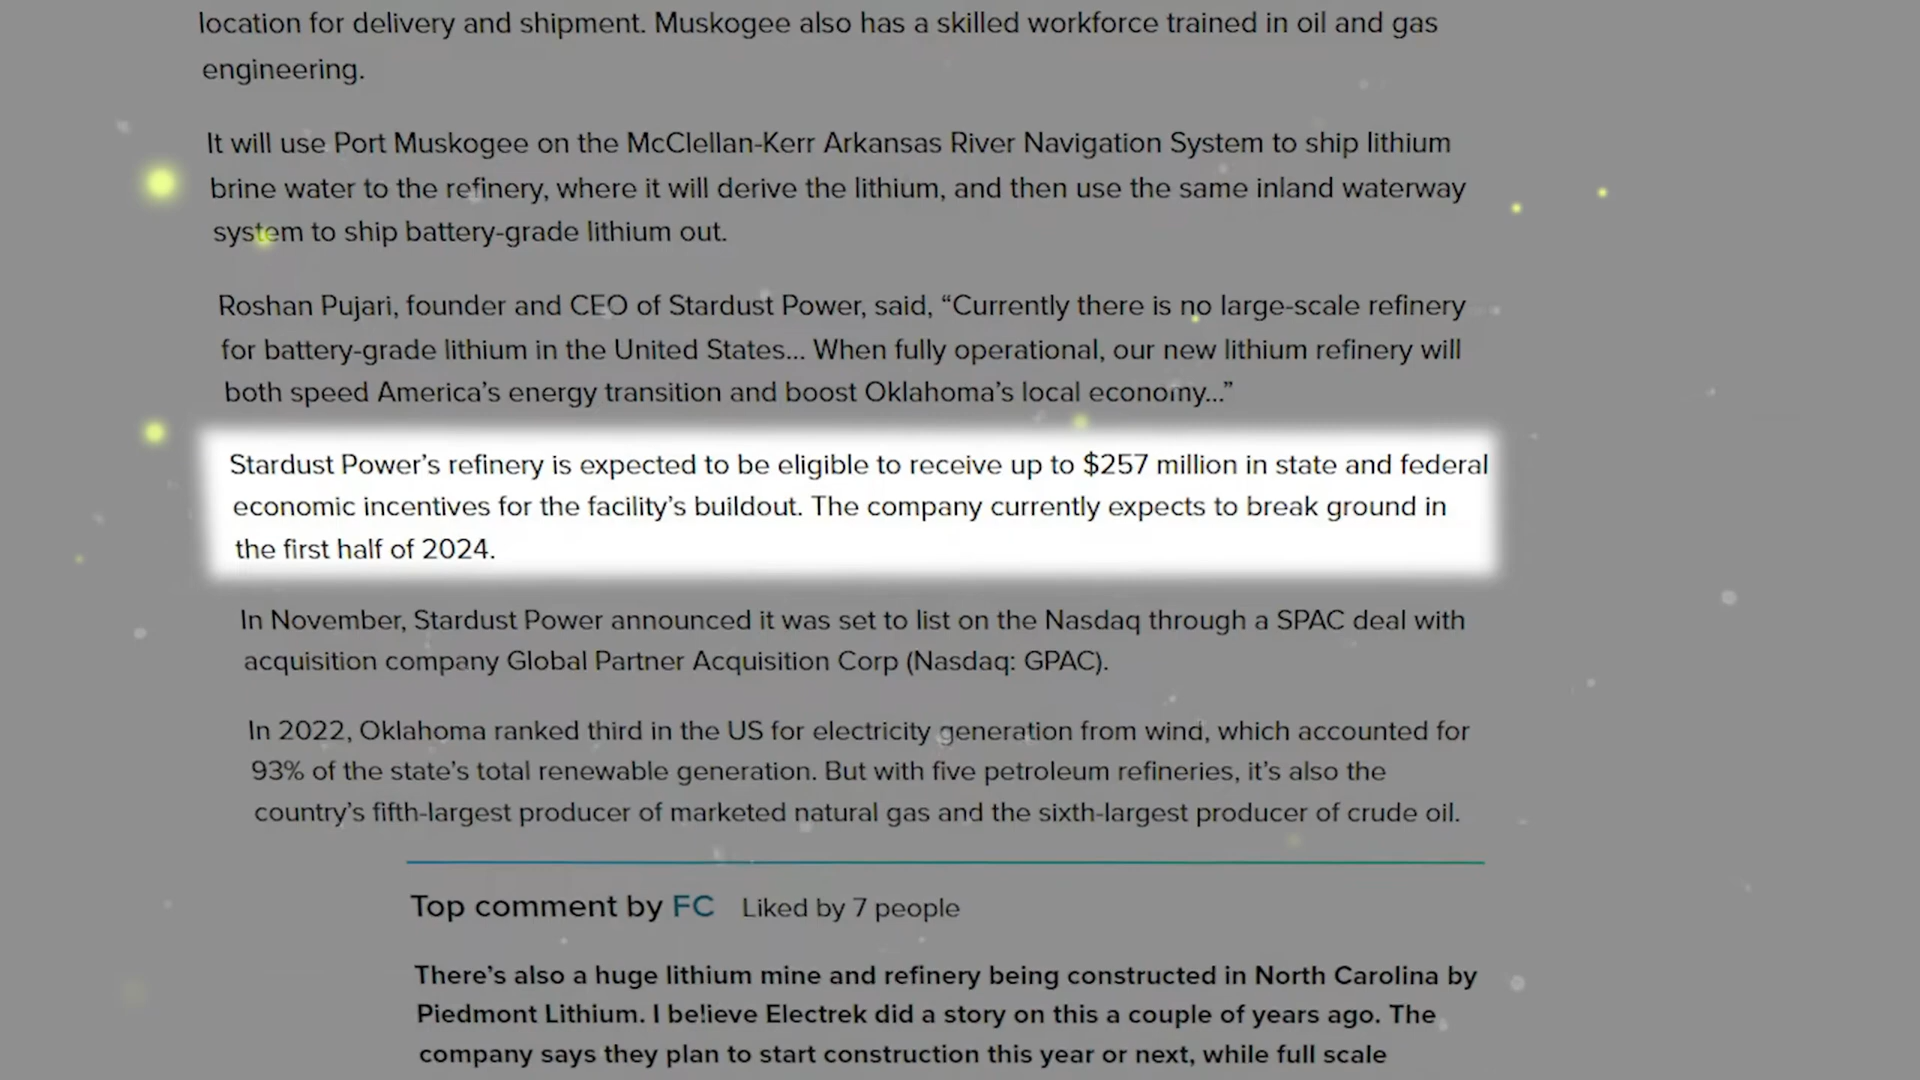 location for delivery and shipment. Muskogee also has a skilled workforce trained in oil and gas
engineering.
It will use Port Muskogee on the McClellan-Kerr Arkansas River Navigation System to ship lithium
brine water to the refinery, where it will derive the lithium, and then use the same inland waterway
system to ship battery-grade lithium out.
Roshan Pujari, founder and CEO of Stardust Power, said, “Currently there is no large-scale refinery
for battery-grade lithium in the United States... When fully operational, our new lithium refinery will
both speed America’s energy transition and boost Oklahoma’s local economy...”
Stardust Power’s refinery is expected to be eligible to receive up to $257 million in state and federal
economic incentives for the facility’s buildout. The company currently expects to break ground in
the first half of 2024.
In November, Stardust Power announced it was set to list on the Nasdaq through a SPAC deal with
acquisition company Global Partner Acquisition Corp (Nasdaq: GPAC).
In 2022, Oklahoma ranked third in the US for electricity generation from wind, which accounted for
93% of the state’s total renewable generation. But with five petroleum refineries, it’s also the
country’s fifth-largest producer of marketed natural gas and the sixth-largest producer of crude oil.
Top comment by FC Liked by 7 people
There’s also a huge lithium mine and refinery being constructed in North Carolina by
Piedmont Lithium. I believe Electrek did a story on this a couple of years ago. The
company says they plan to start construction this year or next, while full scale